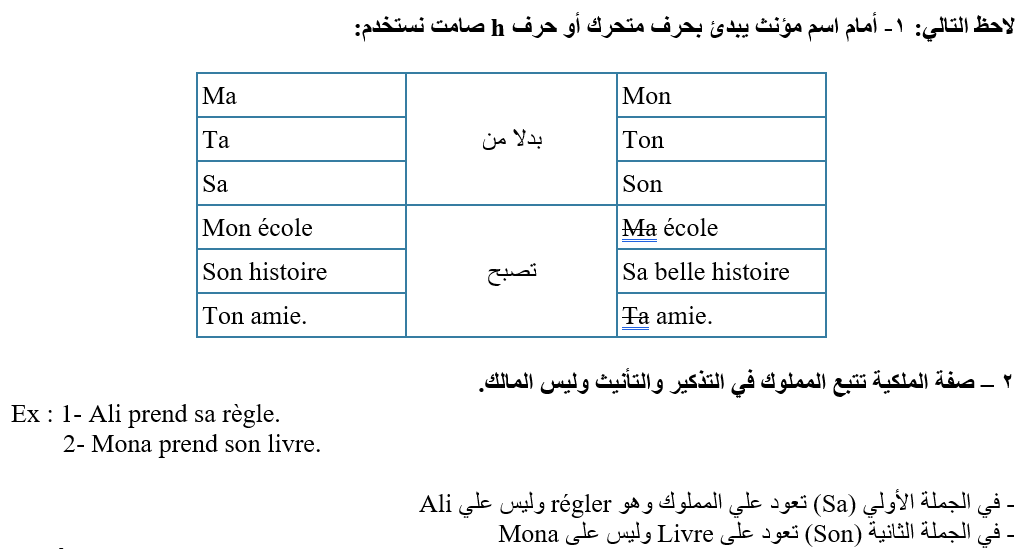 لاحظ التالي: ١- أمام اسم مؤنث يبدئ بحرف متحرك أو حرف h صامت نستخدم:
Mon بدلا من Ma
Ton Ta
Son Sa
Ma école تصبح Mon école
Sa belle histoire Son histoire
Ta amie. Ton amie.
٢ – صفة الملكية تتبع المملوك في التذكير والتأنيث وليس المالك.
Ex : 1- Ali prend sa règle.
2- Mona prend son livre.
- في الجملة الأولي (Sa) تعود علي المملوك وهو régler وليس علي Ali
- في الجملة الثانية (Son) تعود على Livre وليس على Mona